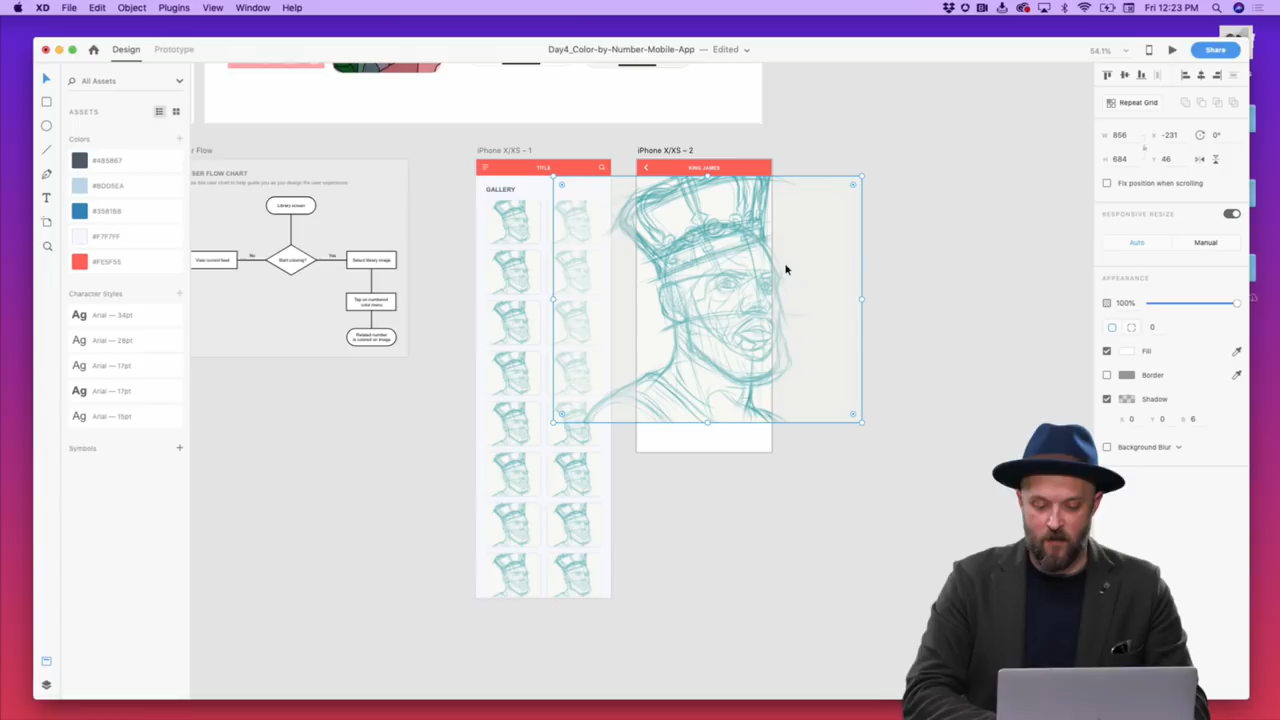 XD File Edit Object Plugins View Window Help
Fri 12:23 PM
Design Prototype
Day4_Color-by-Number-Mobile-App — Edited
54.1%
Share
All Assets
ASSETS
Colors
#485867
#BDD5EA
#3581B8
#F7F7FF
#FE5F55
Character Styles
Ag Arial — 34pt
Ag Arial — 28pt
Ag Arial — 17pt
Ag Arial — 17pt
Ag Arial — 15pt
Symbols
r Flow
SER FLOW CHART
Library screen
View current feed
No
Start coloring?
Yes
Select library image
Tap on numbered
color menu
Related number
is colored on image
iPhone X/XS – 1
TITLE
GALLERY
iPhone X/XS – 2
KING JAMES
Repeat Grid
W 856 X -231 0°
H 684 Y 46
Fix position when scrolling
RESPONSIVE RESIZE
Auto Manual
APPEARANCE
100%
0
Fill
Border
Shadow
X 0 Y 0 B 6
Background Blur